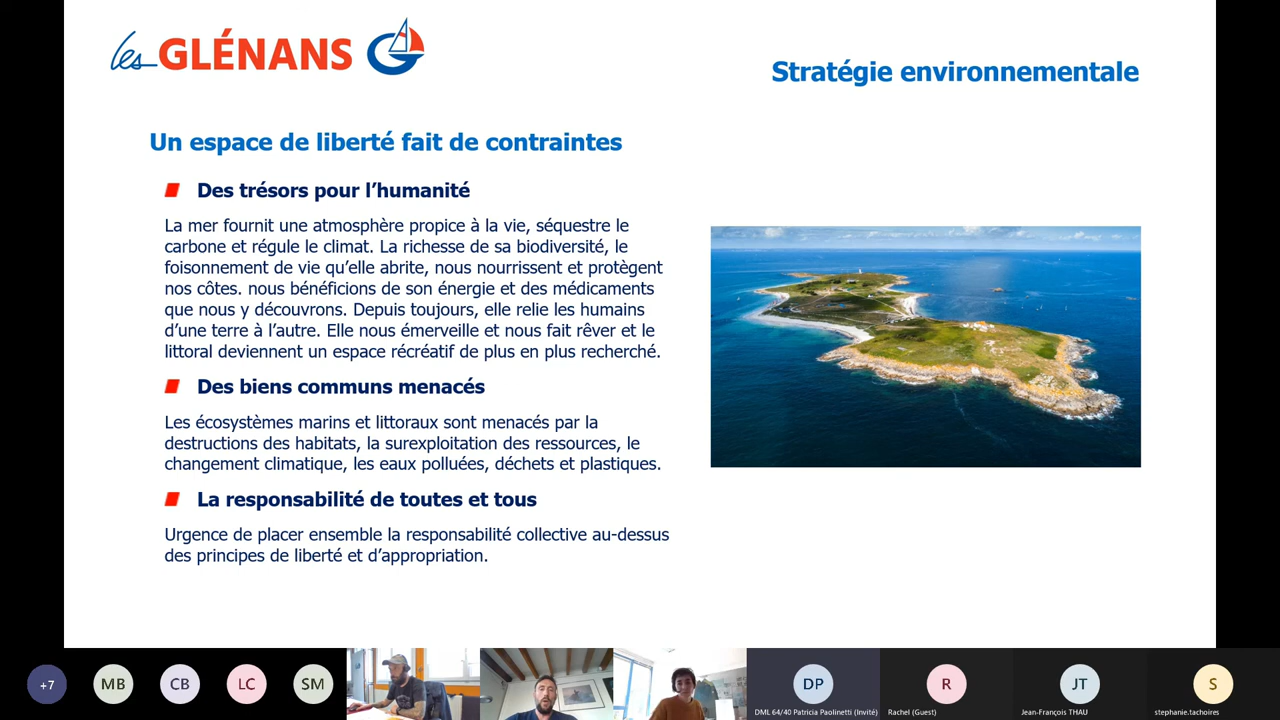 les GLÉNANS
Stratégie environnementale
Un espace de liberté fait de contraintes
Des trésors pour l’humanité
La mer fournit une atmosphère propice à la vie, séquestre le
carbone et régule le climat. La richesse de sa biodiversité, le
foisonnement de vie qu’elle abrite, nous nourrissent et protègent
nos côtes. nous bénéficions de son énergie et des médicaments
que nous y découvrons. Depuis toujours, elle relie les humains
d’une terre à l’autre. Elle nous émerveille et nous fait rêver et le
littoral deviennent un espace récréatif de plus en plus recherché.
Des biens communs menacés
Les écosystèmes marins et littoraux sont menacés par la
destructions des habitats, la surexploitation des ressources, le
changement climatique, les eaux polluées, déchets et plastiques.
La responsabilité de toutes et tous
Urgence de placer ensemble la responsabilité collective au-dessus
des principes de liberté et d’appropriation.
+7 MB CB LC SM DP R JT S
DML 64/40 Patricia Paolinetti (Invité) Rachel (Guest) Jean-François THAU stephanie.tachoires